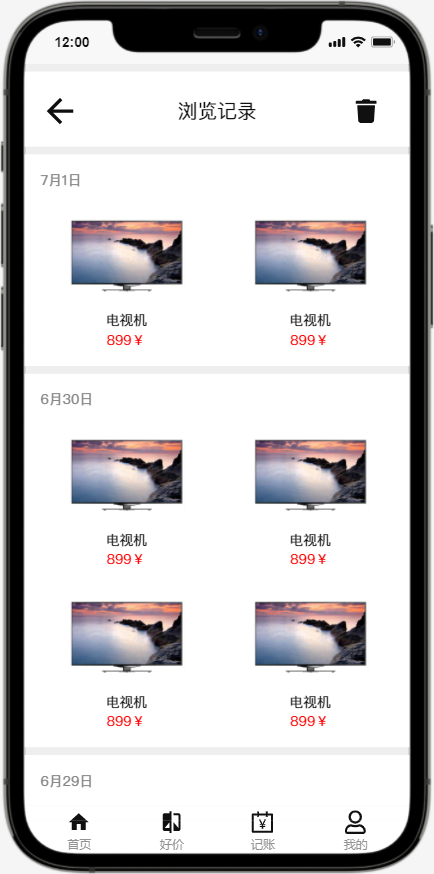 12:00
浏览记录
7月1日
电视机 电视机
899￥ 899￥
6月30日
电视机 电视机
899￥ 899￥
电视机 电视机
899￥ 899￥
6月29日
首页 好价 记账 我的